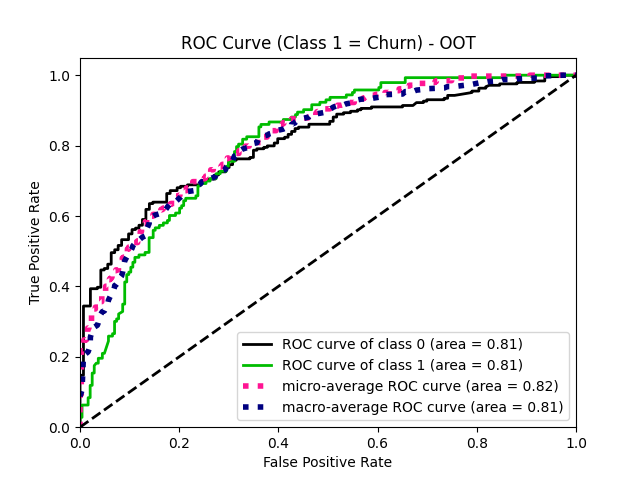 ROC Curve (Class 1 = Churn) - OOT
1.0
0.8
0.6
0.4
0.2
0.0
True Positive Rate
ROC curve of class 0 (area = 0.81)
ROC curve of class 1 (area = 0.81)
micro-average ROC curve (area = 0.82)
macro-average ROC curve (area = 0.81)
0.0 0.2 0.4 0.6 0.8 1.0
False Positive Rate